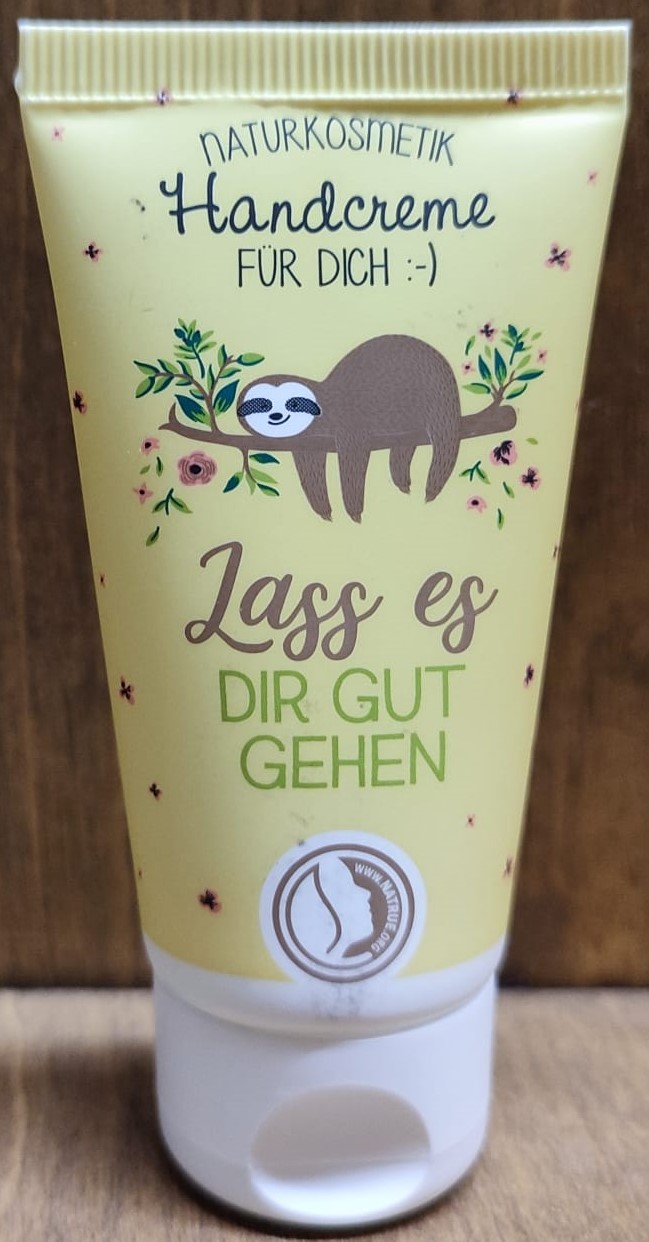 NATURKOSMETIK
Handcreme
FÜR DICH :-)
Lass es
DIR GUT
GEHEN
WWW.NATRUE.ORG